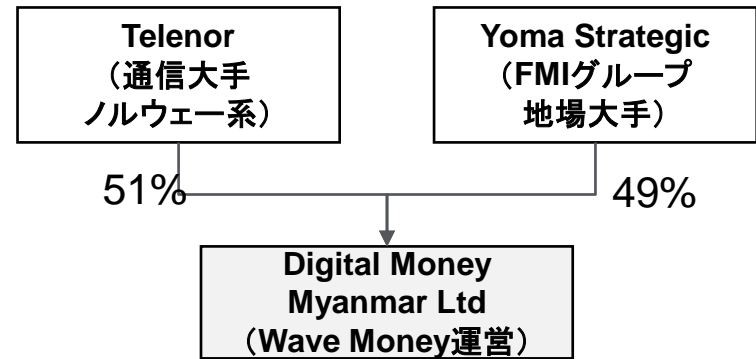 Telenor
（通信大手
ノルウェー系）
Yoma Strategic
（FMIグループ
地場大手）
51%
49%
Digital Money
Myanmar Ltd
（Wave Money運営）